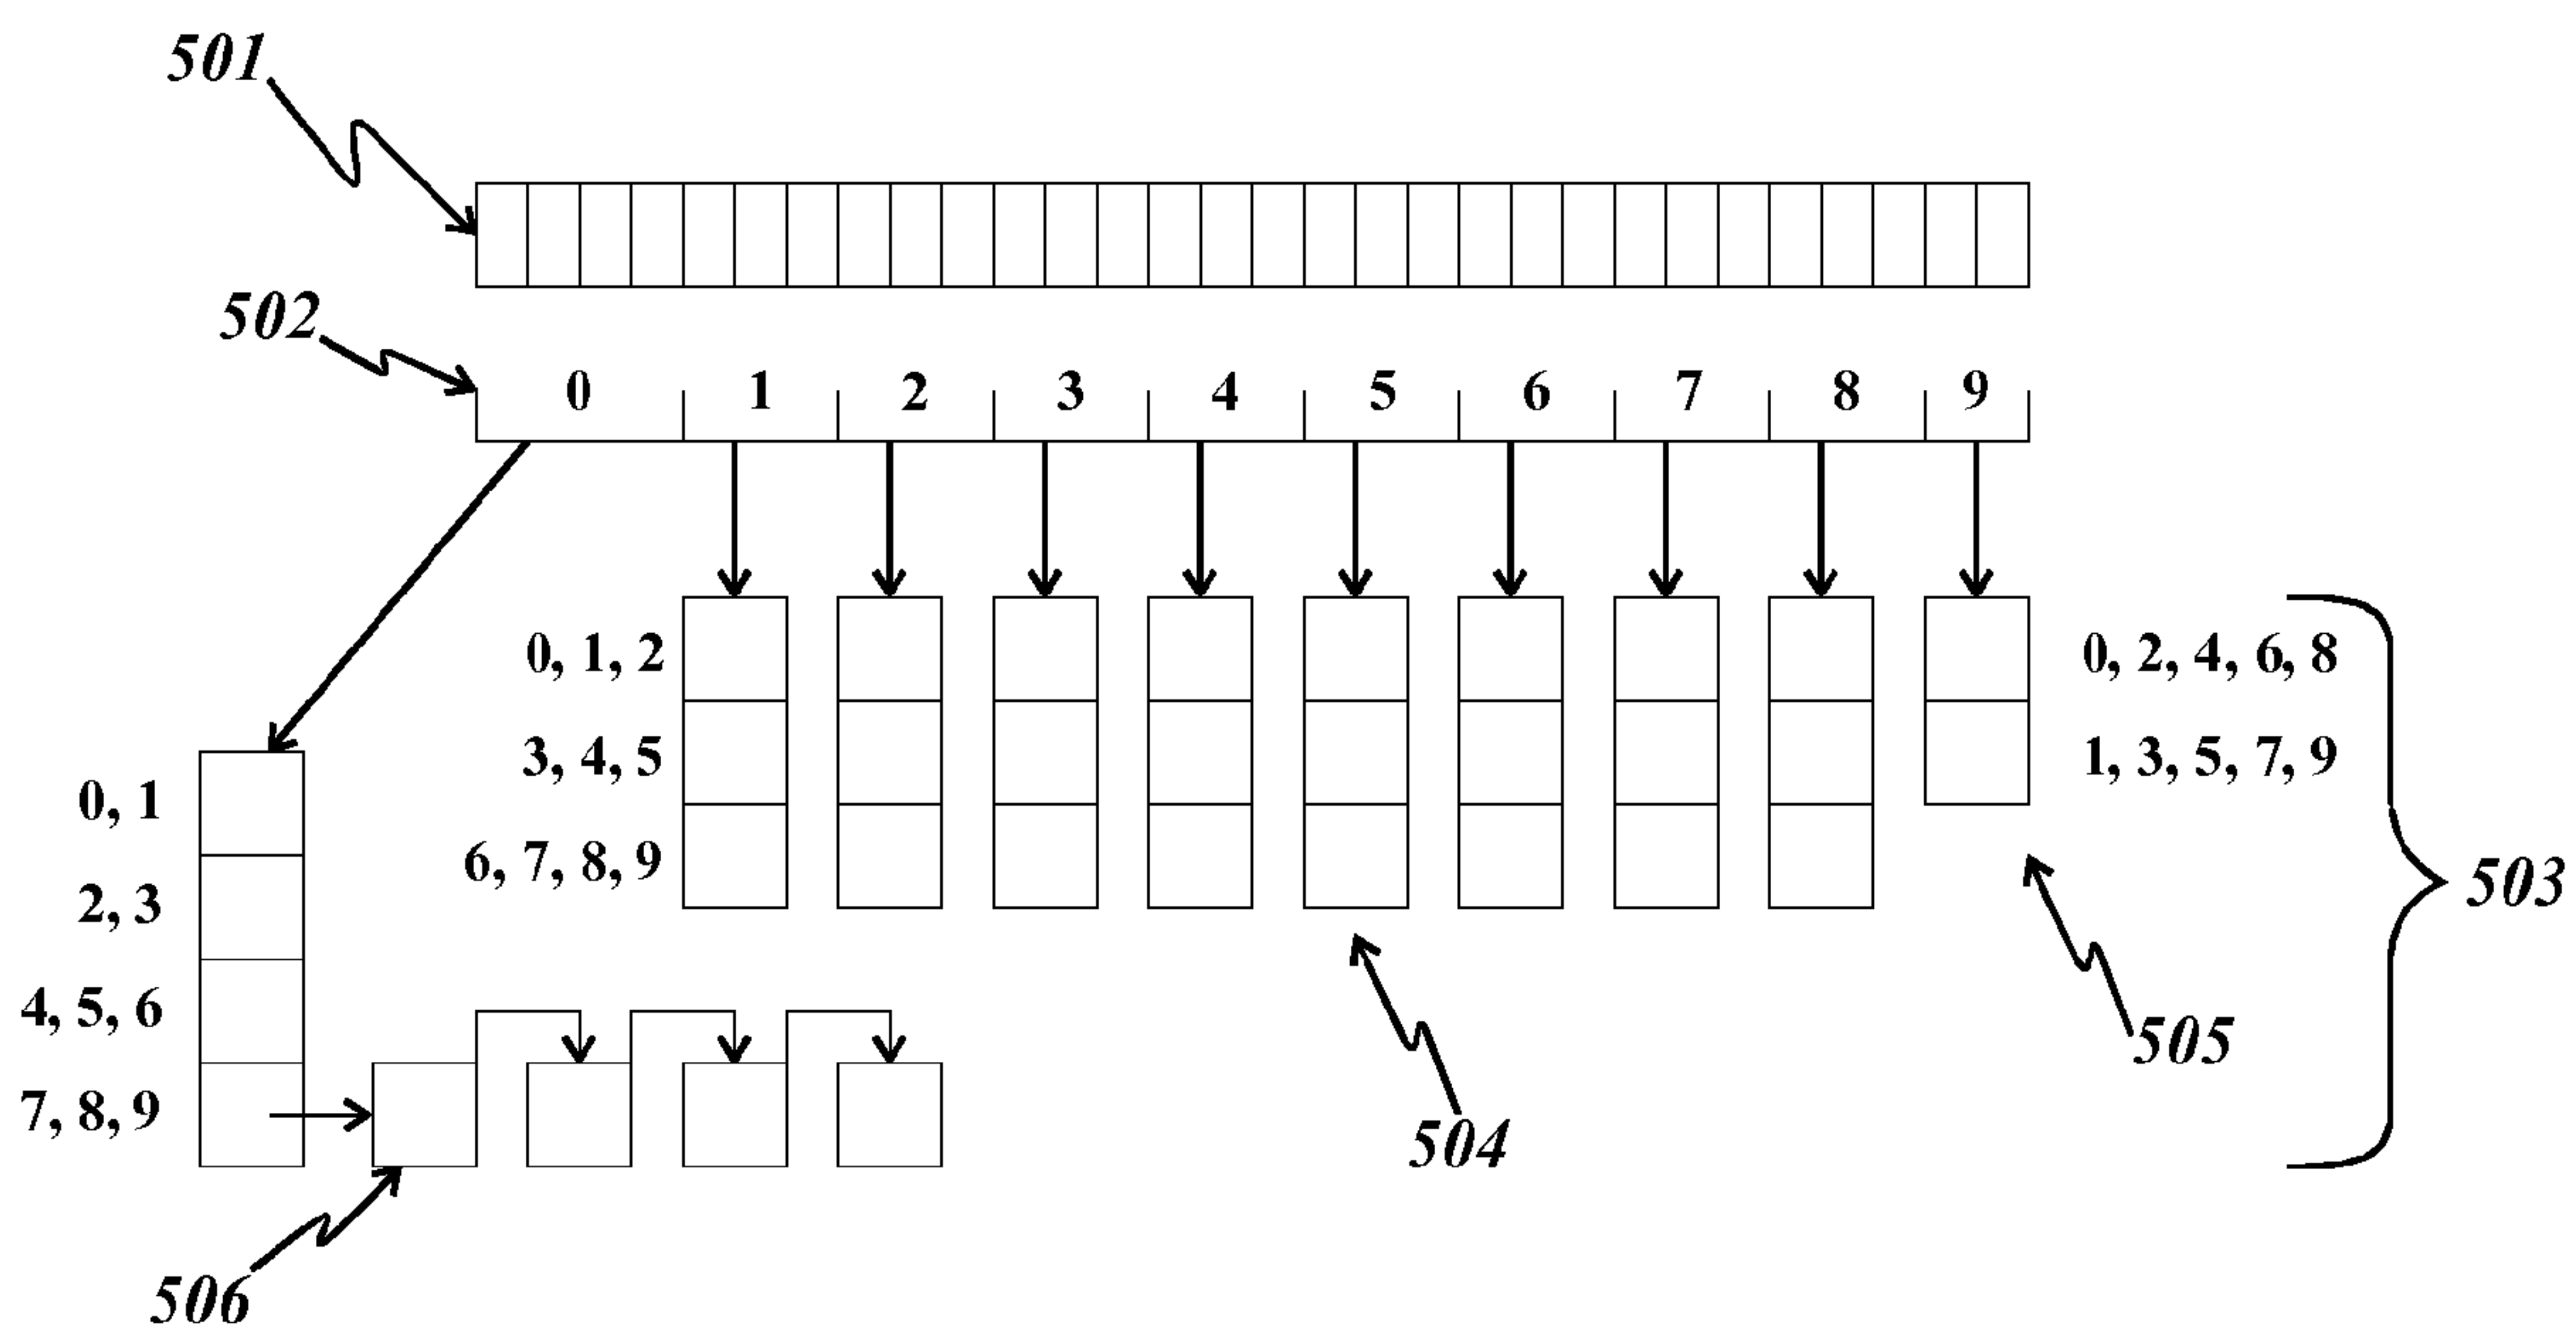 501
502
0 1 2 3 4 5 6 7 8 9
0, 1, 2
0, 2, 4, 6, 8
3, 4, 5
1, 3, 5, 7, 9
0, 1
6, 7, 8, 9
2, 3
503
4, 5, 6
505
7, 8, 9
504
506